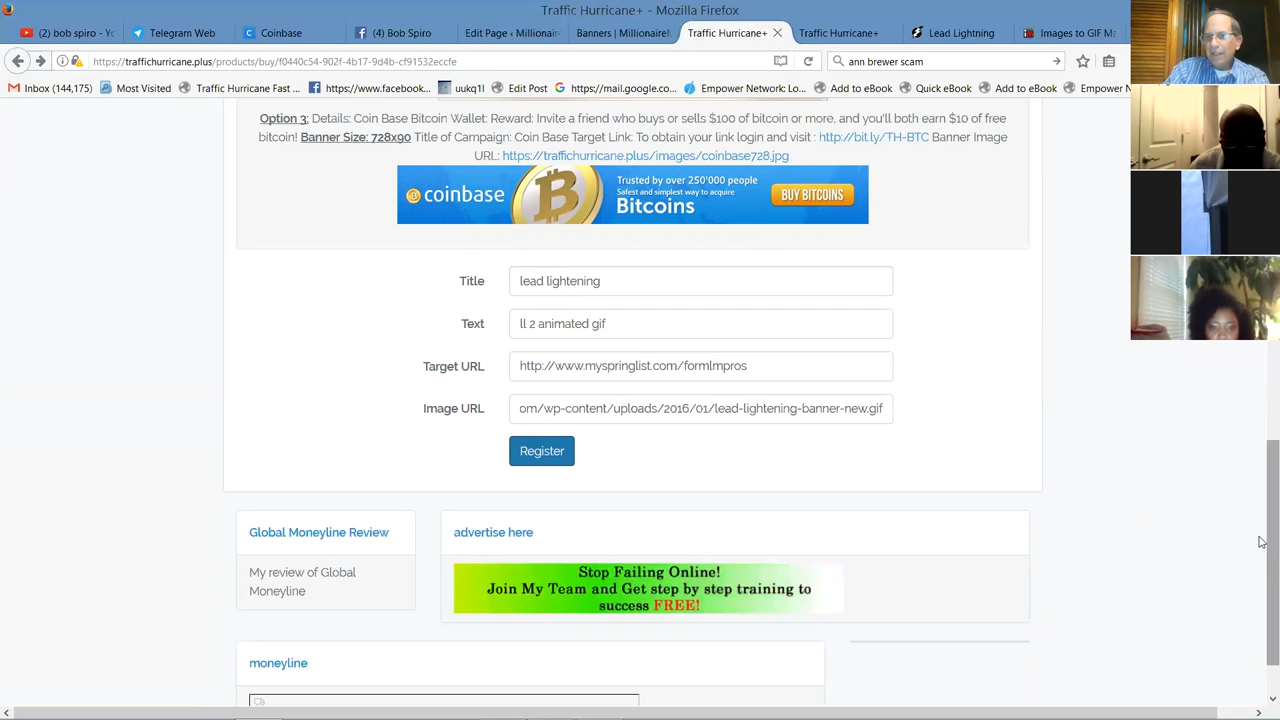 Traffic Hurricane+ - Mozilla Firefox
(2) bob spiro - Yo
Telegram Web
Coinbase
(4) Bob Spiro
Edit Page ‹ Millionair
Banners | Millionaire!
Traffic Hurricane+
Traffic Hurricane+
Lead Lightning
Images to GIF Ma
https://traffichurricane.plus/products/buy/f0440c54-902f-4b17-9d4b-
ann brewer scam
Inbox (144,175)
Most Visited
Traffic Hurricane Fast ...
https://www.facebook...
uukq1l
Edit Post
https://mail.google.co...
Empower Network: Lo...
Add to eBook
Quick eBook
Add to eBook
Empower N
Option 3: Details: Coin Base Bitcoin Wallet: Reward: Invite a friend who buys or sells $100 of bitcoin or more, and you'll both earn $10 of free
bitcoin! Banner Size: 728x90 Title of Campaign: Coin Base Target Link: To obtain your link login and visit : http://bit.ly/TH-BTC Banner Image
URL: https://traffichurricane.plus/images/coinbase728.jpg
coinbase
Trusted by over 250'000 people
Safest and simplest way to acquire
Bitcoins
BUY BITCOINS
Title
lead lightening
Text
ll 2 animated gif
Target URL
http://www.myspringlist.com/formlmpros
Image URL
om/wp-content/uploads/2016/01/lead-lightening-banner-new.gif
Register
Global Moneyline Review
advertise here
My review of Global
Moneyline
Stop Failing Online!
Join My Team and Get step by step training to
success FREE!
moneyline